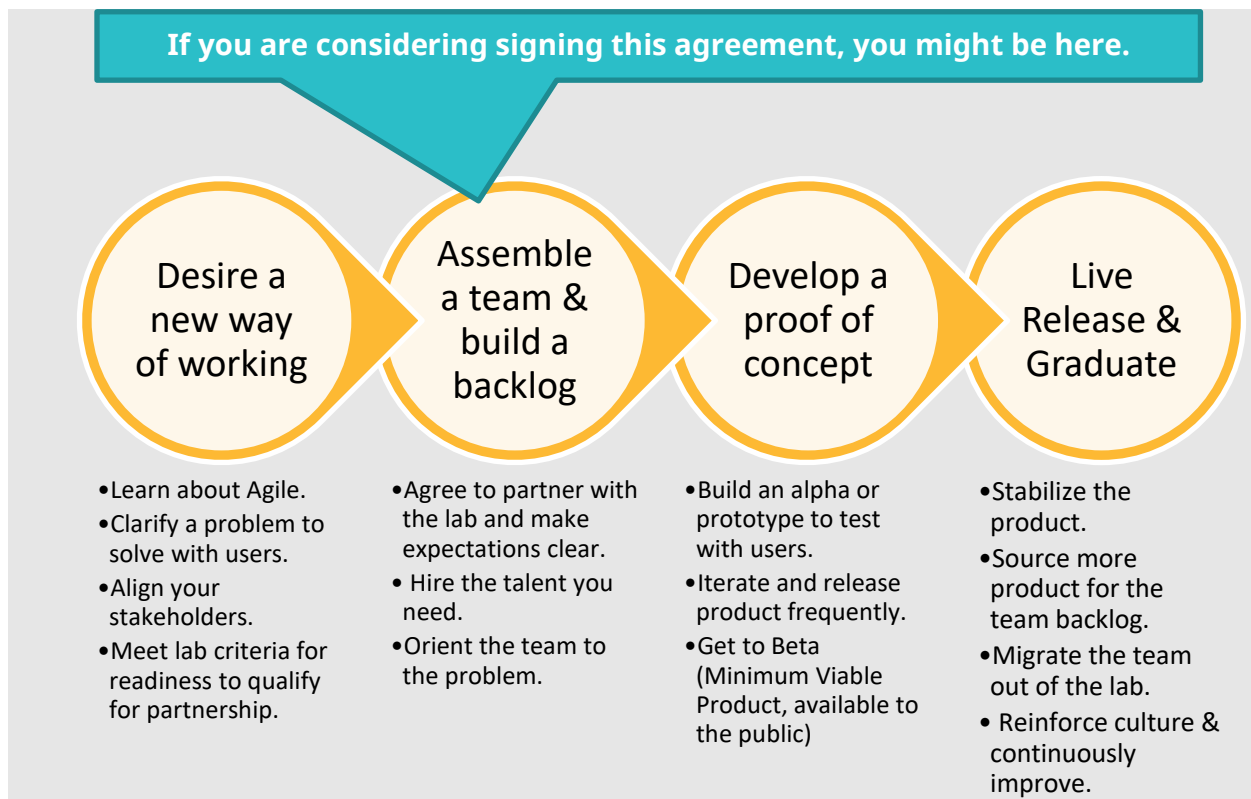 If you are considering signing this agreement, you might be here.
Desire a
new way
of working
Assemble
a team &
build a
backlog
Develop a
proof of
concept
Live
Release &
Graduate
•Learn about Agile.
•Clarify a problem to
solve with users.
•Align your
stakeholders.
•Meet lab criteria for
readiness to qualify
for partnership.
•Agree to partner with
the lab and make
expectations clear.
• Hire the talent you
need.
•Orient the team to
the problem.
•Build an alpha or
prototype to test
with users.
•Iterate and release
product frequently.
•Get to Beta
(Minimum Viable
Product, available to
the public)
•Stabilize the
product.
•Source more
product for the
team backlog.
•Migrate the team
out of the lab.
• Reinforce culture &
continuously
improve.